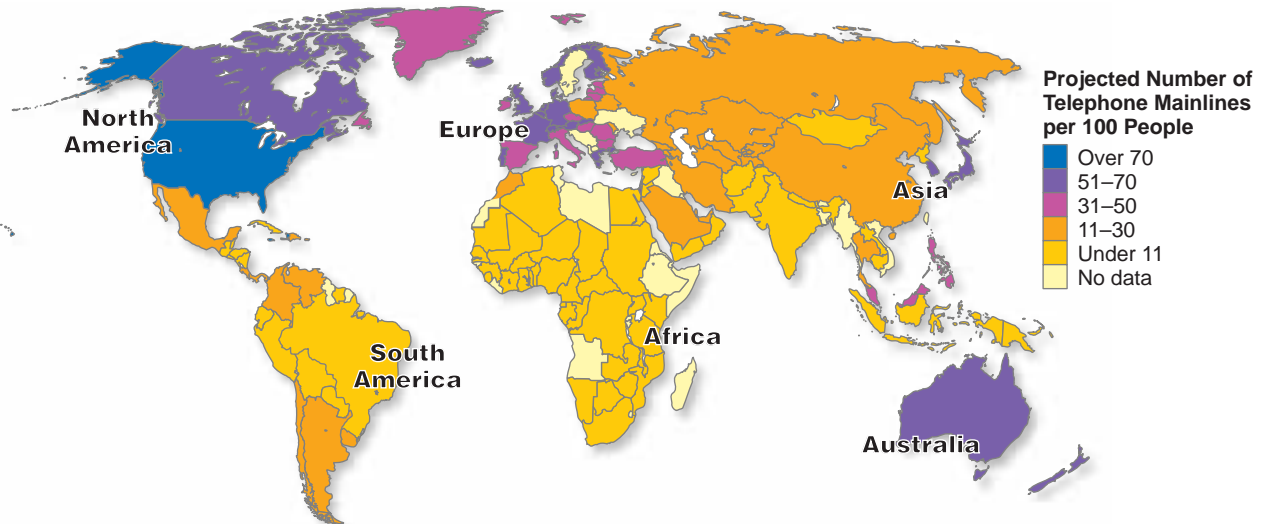 North
America
Europe
Asia
Africa
South
America
Australia
Projected Number of
Telephone Mainlines
per 100 People
Over 70
51–70
31–50
11–30
Under 11
No data